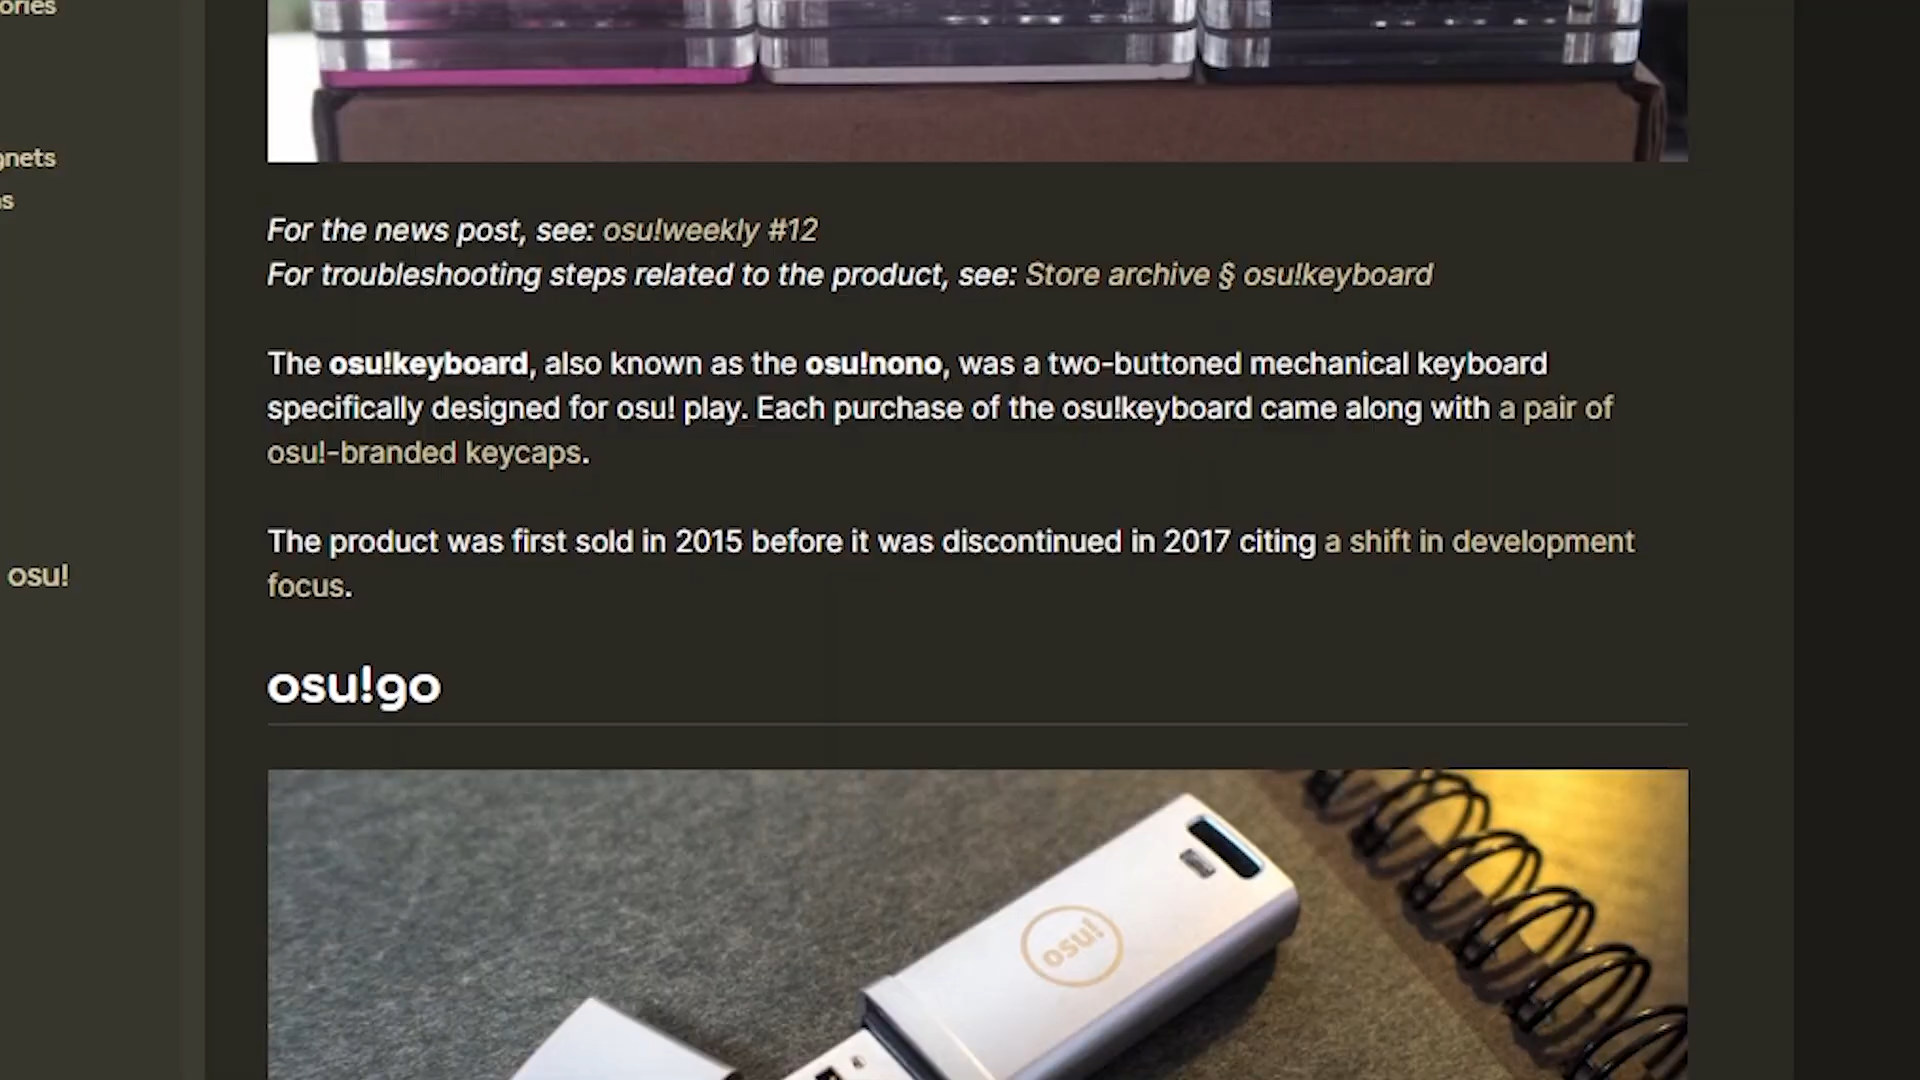 For the news post, see: osu!weekly #12
For troubleshooting steps related to the product, see: Store archive § osu!keyboard
The osu!keyboard, also known as the osu!nono, was a two-buttoned mechanical keyboard
specifically designed for osu! play. Each purchase of the osu!keyboard came along with a pair of
osu!-branded keycaps.
The product was first sold in 2015 before it was discontinued in 2017 citing a shift in development
focus.
osu!
osu!go
osu!